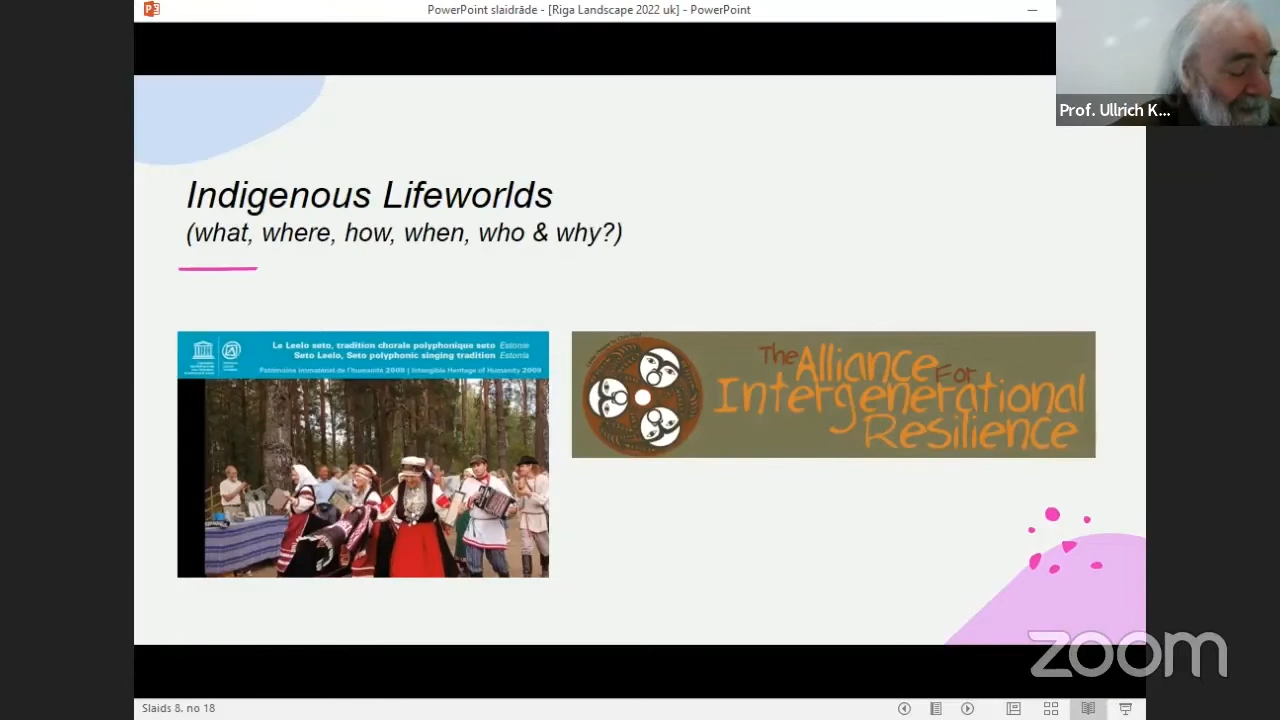 PowerPoint slaidrāde - [Riga Landscape 2022 uk] - PowerPoint
Prof. Ullrich K...
Indigenous Lifeworlds
(what, where, how, when, who & why?)
Le Leelo seto, tradition chorale polyphonique seto Estonie
Seto Leelo, Seto polyphonic singing tradition Estonia
Patrimoine immatériel de l'humanité 2009 | Intangible Heritage of Humanity 2009
The Alliance For
Intergenerational
Resilience
zoom
Slaids 8. no 18